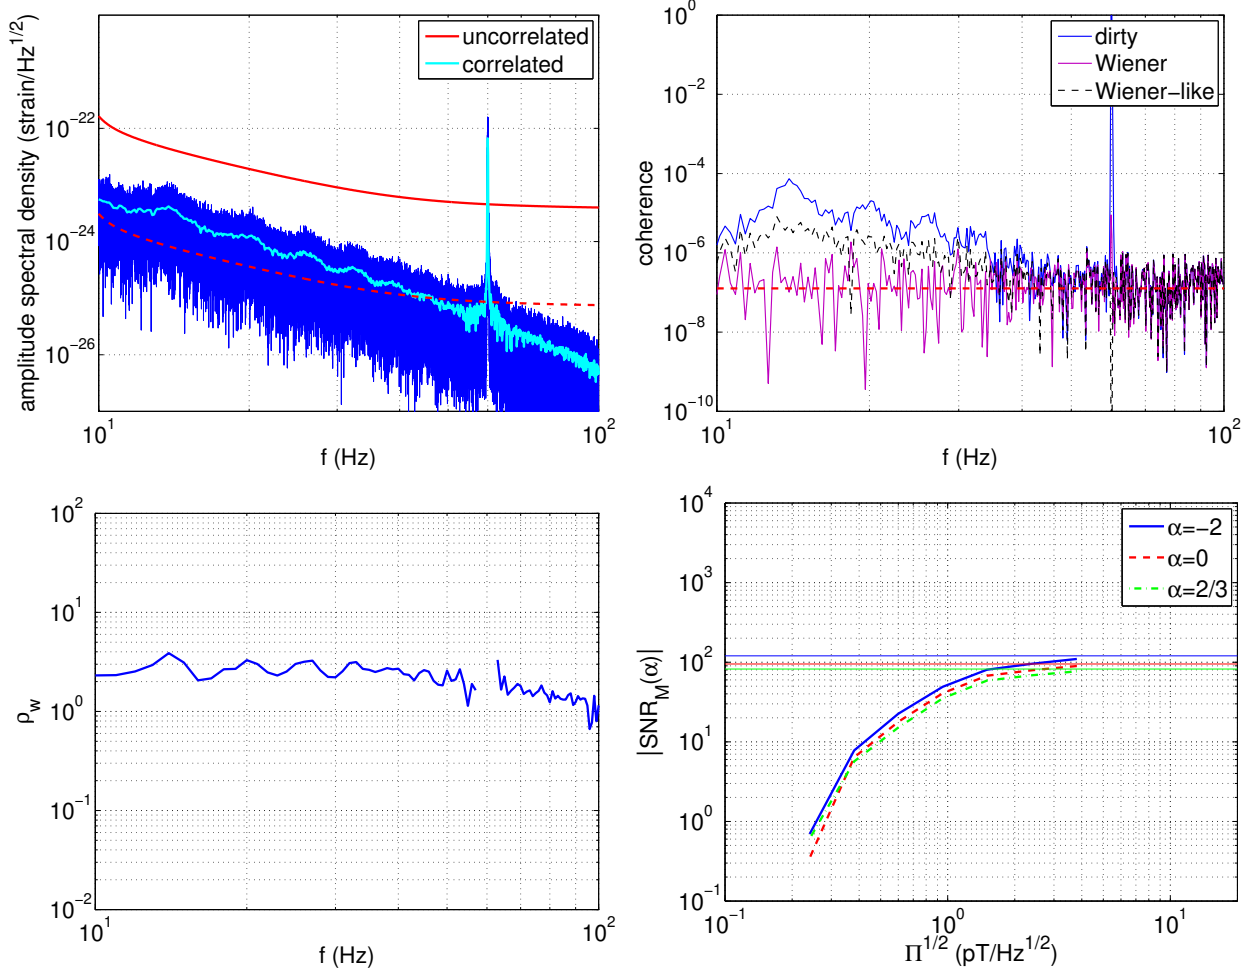 amplitude spectral density (strain/Hz^{1/2})
10^{-22}
10^{-24}
10^{-26}
uncorrelated
correlated
10^1
10^2
f (Hz)
coherence
10^0
10^{-2}
10^{-4}
10^{-6}
10^{-8}
10^{-10}
dirty
Wiener
Wiener-like
10^1
10^2
f (Hz)
ρ_w
10^2
10^1
10^0
10^{-1}
10^{-2}
10^1
10^2
f (Hz)
|SNR_M(α)|
10^4
10^3
10^2
10^1
10^0
10^{-1}
α=-2
α=0
α=2/3
10^{-1}
10^0
10^1
Π^{1/2} (pT/Hz^{1/2})